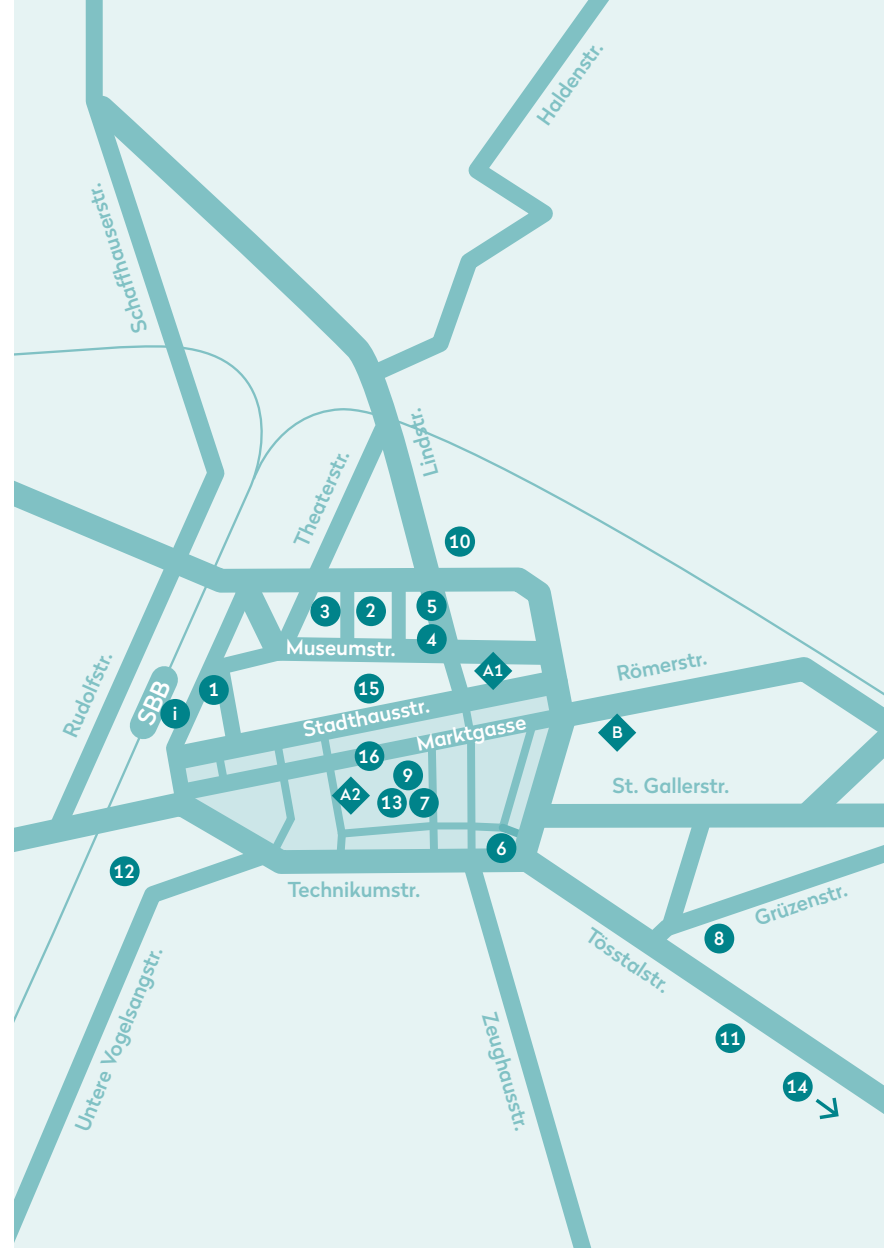 Haldenstr.
Schaffhauserstr.
Lindstr.
Theaterstr.
10
3
2
5
4
Museumstr.
A1
Römerstr.
Rudolfstr.
SBB
i
1
15
Stadthausstr.
Marktgasse
B
16
9
A2
13
7
St. Gallerstr.
6
12
Technikumstr.
Grüzenstr.
8
Tösstalstr.
Untere Vogelsangstr.
Zeughausstr.
11
14